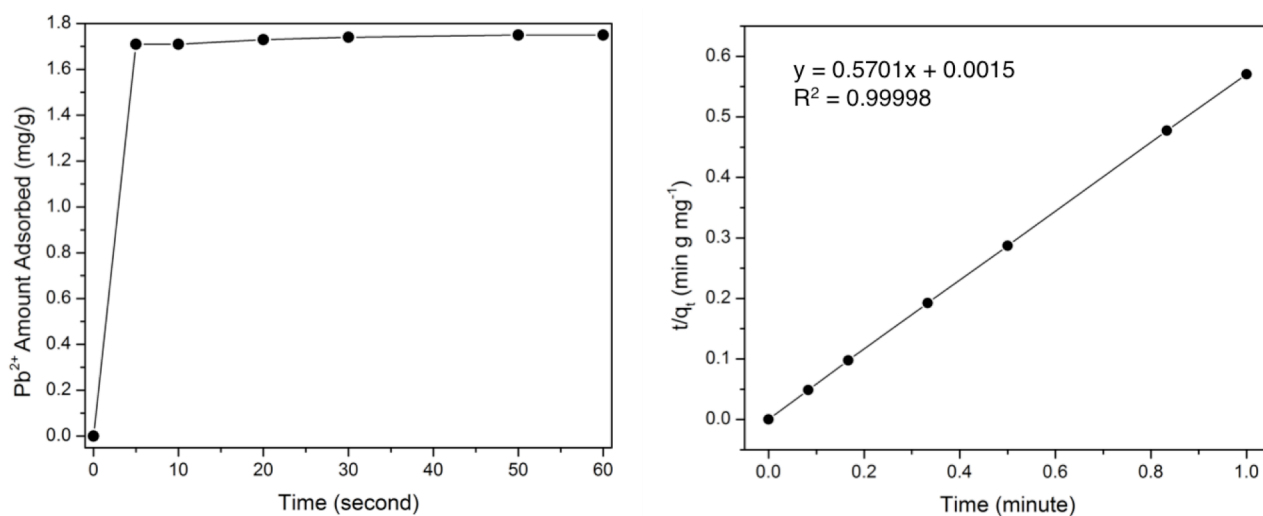 1.8
1.6
1.4
1.2
1.0
0.8
0.6
0.4
0.2
0.0
Pb²⁺ Amount Adsorbed (mg/g)
0 10 20 30 40 50 60
Time (second)
y = 0.5701x + 0.0015
R² = 0.99998
0.6
0.5
0.4
0.3
0.2
0.1
0.0
t/qₜ (min g mg⁻¹)
0.0 0.2 0.4 0.6 0.8 1.0
Time (minute)